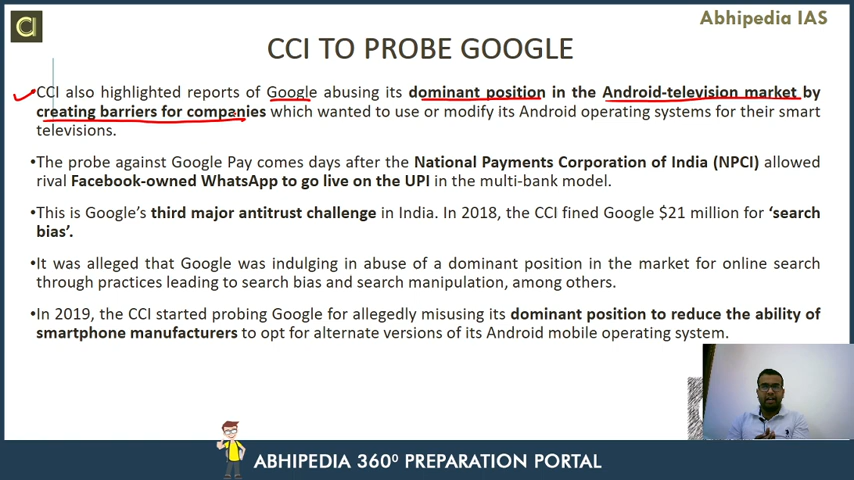 Abhipedia IAS
CCI TO PROBE GOOGLE
•CCI also highlighted reports of Google abusing its dominant position in the Android-television market by
creating barriers for companies which wanted to use or modify its Android operating systems for their smart
televisions.
•The probe against Google Pay comes days after the National Payments Corporation of India (NPCI) allowed
rival Facebook-owned WhatsApp to go live on the UPI in the multi-bank model.
•This is Google's third major antitrust challenge in India. In 2018, the CCI fined Google $21 million for ‘search
bias’.
•It was alleged that Google was indulging in abuse of a dominant position in the market for online search
through practices leading to search bias and search manipulation, among others.
•In 2019, the CCI started probing Google for allegedly misusing its dominant position to reduce the ability of
smartphone manufacturers to opt for alternate versions of its Android mobile operating system.
ABHIPEDIA 360⁰ PREPARATION PORTAL